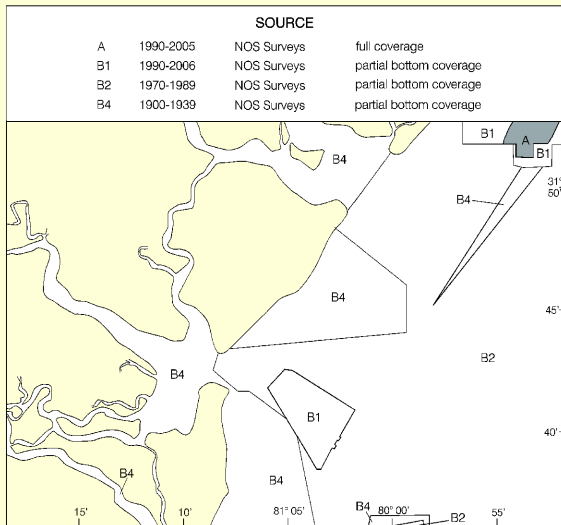 SOURCE
A 1990-2005 NOS Surveys full coverage
B1 1990-2006 NOS Surveys partial bottom coverage
B2 1970-1989 NOS Surveys partial bottom coverage
B4 1900-1939 NOS Surveys partial bottom coverage
B1
A
B4
B1
31°
50'
B4
B4
45'
B2
B4
B1
40'
B4
B4
B4
B2
15' 10' 81° 05' 80° 00' 55'